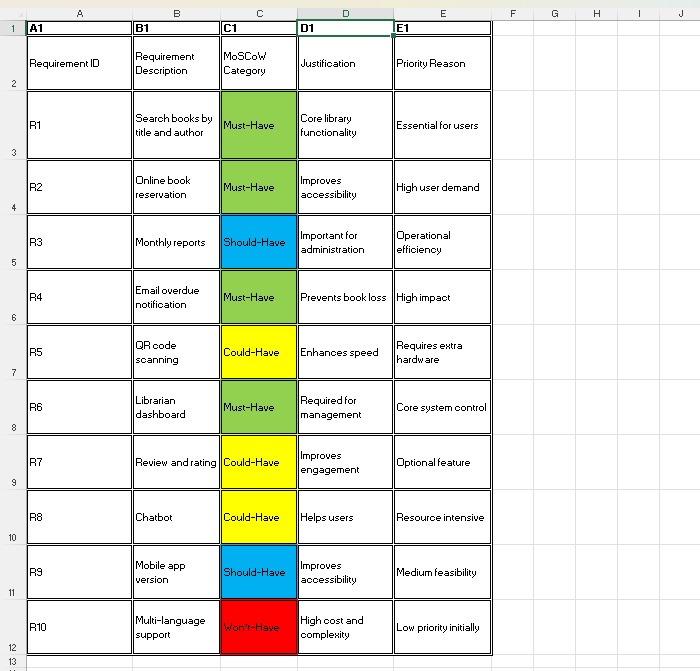 A B C D E F G H I J
1 A1 B1 C1 D1 E1
2 Requirement ID Requirement Description MoSCoW Category Justification Priority Reason
3 R1 Search books by title and author Must-Have Core library functionality Essential for users
4 R2 Online book reservation Must-Have Improves accessibility High user demand
5 R3 Monthly reports Should-Have Important for administration Operational efficiency
6 R4 Email overdue notification Must-Have Prevents book loss High impact
7 R5 QR code scanning Could-Have Enhances speed Requires extra hardware
8 R6 Librarian dashboard Must-Have Required for management Core system control
9 R7 Review and rating Could-Have Improves engagement Optional feature
10 R8 Chatbot Could-Have Helps users Resource intensive
11 R9 Mobile app version Should-Have Improves accessibility Medium feasibility
12 R10 Multi-language support Won't-Have High cost and complexity Low priority initially
13